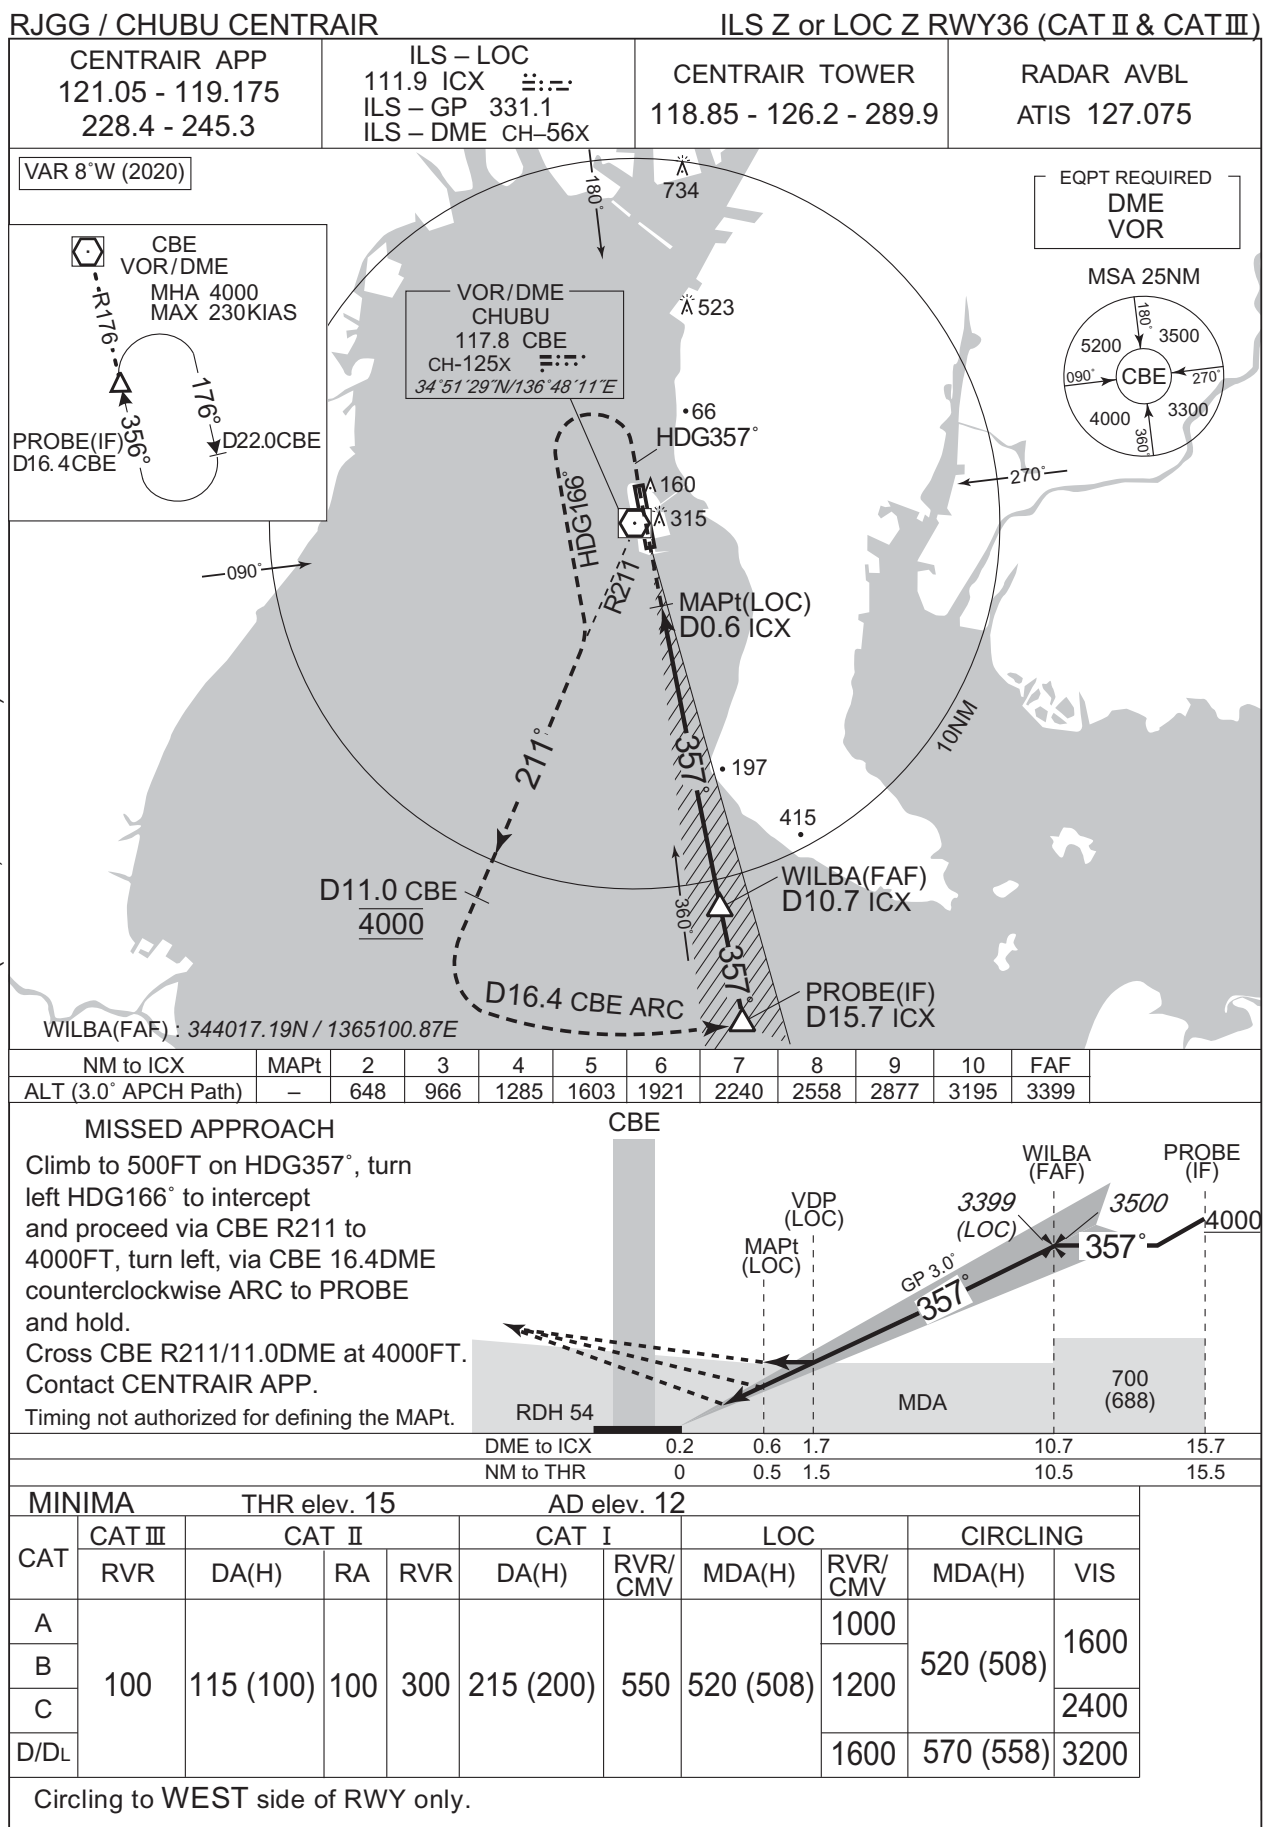 RJGG / CHUBU CENTRAIR
ILS Z or LOC Z RWY36 (CAT Ⅱ & CAT Ⅲ)
CENTRAIR APP
121.05 - 119.175
228.4 - 245.3
ILS – LOC
111.9 ICX
ILS – GP 331.1
ILS – DME CH–56X
CENTRAIR TOWER
118.85 - 126.2 - 289.9
RADAR AVBL
ATIS 127.075
VAR 8°W (2020)
CBE
VOR/DME
MHA 4000
MAX 230KIAS
R176
176°
356°
PROBE(IF)
D16.4CBE
D22.0CBE
180°
734
EQPT REQUIRED
DME
VOR
MSA 25NM
180°
5200
3500
090°
CBE
270°
4000
3300
360°
VOR/DME
CHUBU
117.8 CBE
CH-125X
34°51′29″N/136°48′11″E
523
66
HDG357°
160
315
HDG166°
R211
270°
090°
MAPt(LOC)
D0.6 ICX
357°
211°
10NM
197
415
WILBA(FAF)
D10.7 ICX
D11.0 CBE
4000
360°
357°
D16.4 CBE ARC
PROBE(IF)
D15.7 ICX
WILBA(FAF) : 344017.19N / 1365100.87E
NM to ICX MAPt 2 3 4 5 6 7 8 9 10 FAF
ALT (3.0° APCH Path) – 648 966 1285 1603 1921 2240 2558 2877 3195 3399
MISSED APPROACH
Climb to 500FT on HDG357°, turn
left HDG166° to intercept
and proceed via CBE R211 to
4000FT, turn left, via CBE 16.4DME
counterclockwise ARC to PROBE
and hold.
Cross CBE R211/11.0DME at 4000FT.
Contact CENTRAIR APP.
Timing not authorized for defining the MAPt.
CBE
WILBA
(FAF)
PROBE
(IF)
VDP
(LOC)
MAPt
(LOC)
3399
(LOC)
3500
4000
357°
GP 3.0°
357°
700
(688)
MDA
RDH 54
DME to ICX 0.2 0.6 1.7 10.7 15.7
NM to THR 0 0.5 1.5 10.5 15.5
MINIMA THR elev. 15 AD elev. 12
CAT CAT Ⅲ CAT Ⅱ CAT Ⅰ LOC CIRCLING
RVR DA(H) RA RVR DA(H) RVR/CMV MDA(H) RVR/CMV MDA(H) VIS
A
B
C
D/DL
100 115 (100) 100 300 215 (200) 550 520 (508)
1000
1200
1600
520 (508)
570 (558)
1600
2400
3200
Circling to WEST side of RWY only.